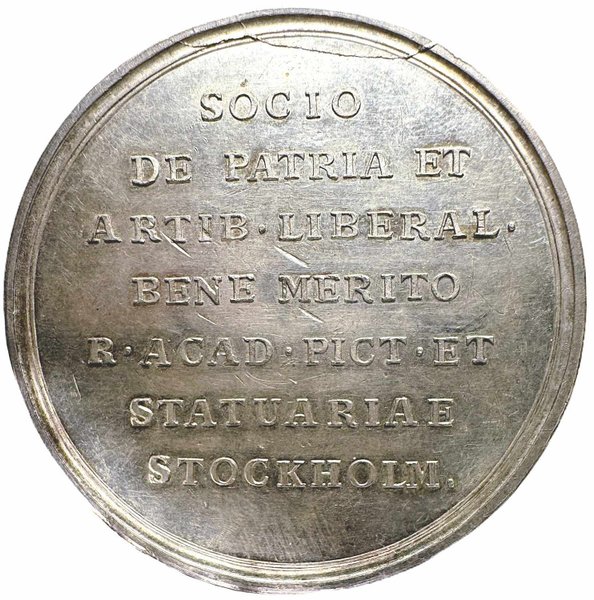 SOCIO
DE PATRIA ET
ARTIB · LIBERAL ·
BENE MERITO
R · ACAD · PICT · ET
STATUARIAE
STOCKHOLM.